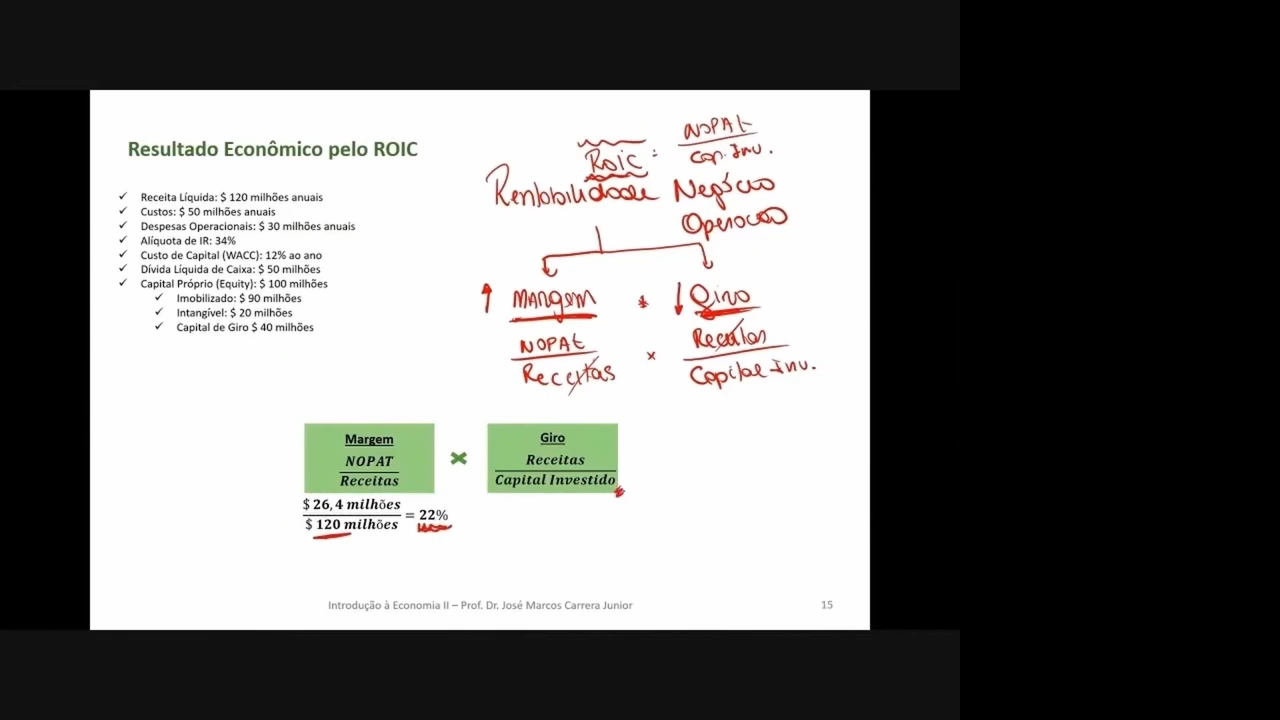 Resultado Econômico pelo ROIC
Roic : NOPAt
Cap. Inv.
Rentabilidade Negócio
Operacao
✓ Receita Líquida: $ 120 milhões anuais
✓ Custos: $ 50 milhões anuais
✓ Despesas Operacionais: $ 30 milhões anuais
✓ Alíquota de IR: 34%
✓ Custo de Capital (WACC): 12% ao ano
✓ Dívida Líquida de Caixa: $ 50 milhões
✓ Capital Próprio (Equity): $ 100 milhões
✓ Imobilizado: $ 90 milhões
✓ Intangível: $ 20 milhões
✓ Capital de Giro $ 40 milhões
↑ Margem * ↓ Giro
NOPAt
Receitas
x
Receitas
Capital Inv.
Margem
NOPAT
Receitas
×
Giro
Receitas
Capital Investido
$ 26,4 milhões
$ 120 milhões
= 22%
Introdução à Economia II – Prof. Dr. José Marcos Carrera Junior
15